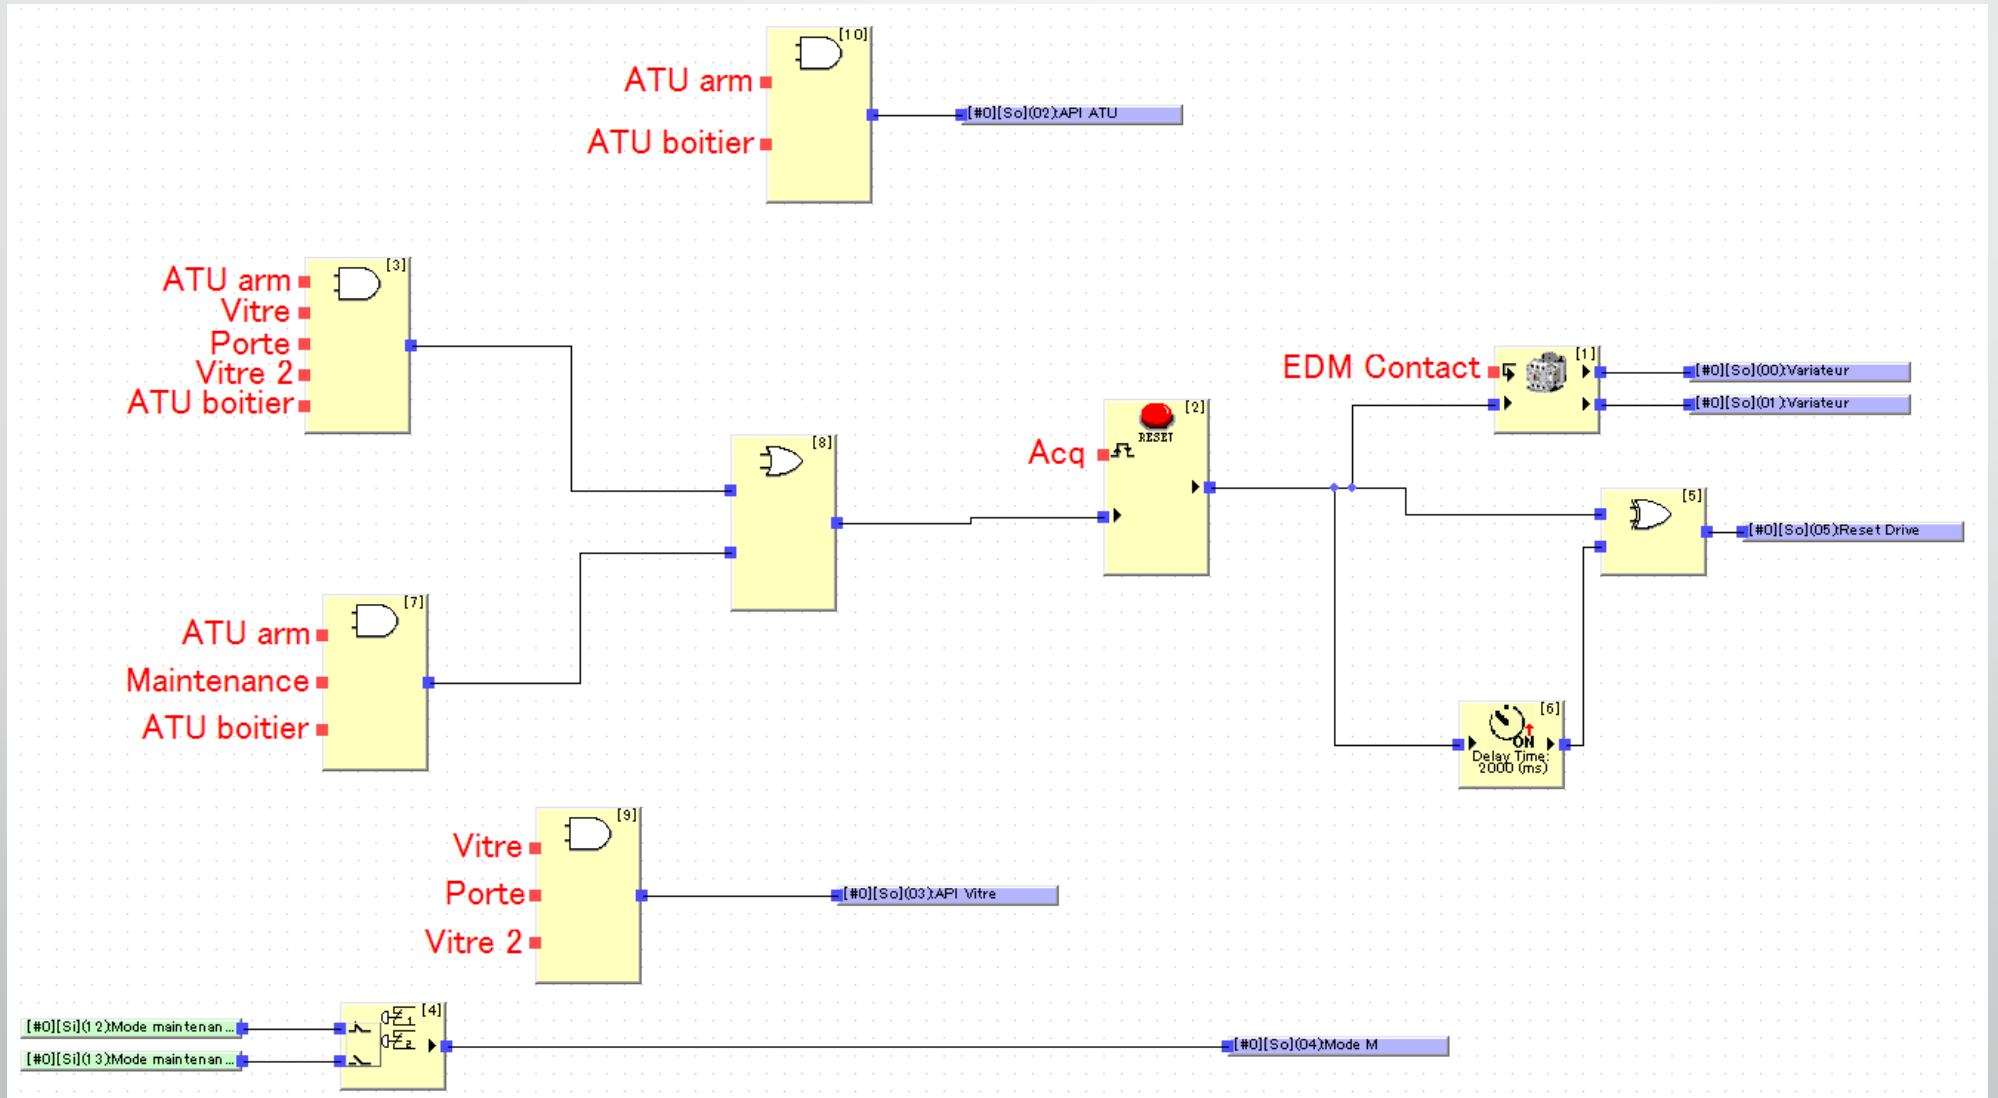 [10]
ATU arm
ATU boitier
[#0][So](02):API ATU
[3]
ATU arm
Vitre
Porte
Vitre 2
ATU boitier
[8]
[7]
ATU arm
Maintenance
ATU boitier
[2]
RESET
Acq
[1]
EDM Contact
[#0][So](00):Variateur
[#0][So](01):Variateur
[5]
[#0][So](05):Reset Drive
[6]
ON
Delay Time:
2000 (ms)
[9]
Vitre
Porte
Vitre 2
[#0][So](03):API Vitre
[4]
1
2
[#0][Si](12):Mode maintenan...
[#0][Si](13):Mode maintenan...
[#0][So](04):Mode M